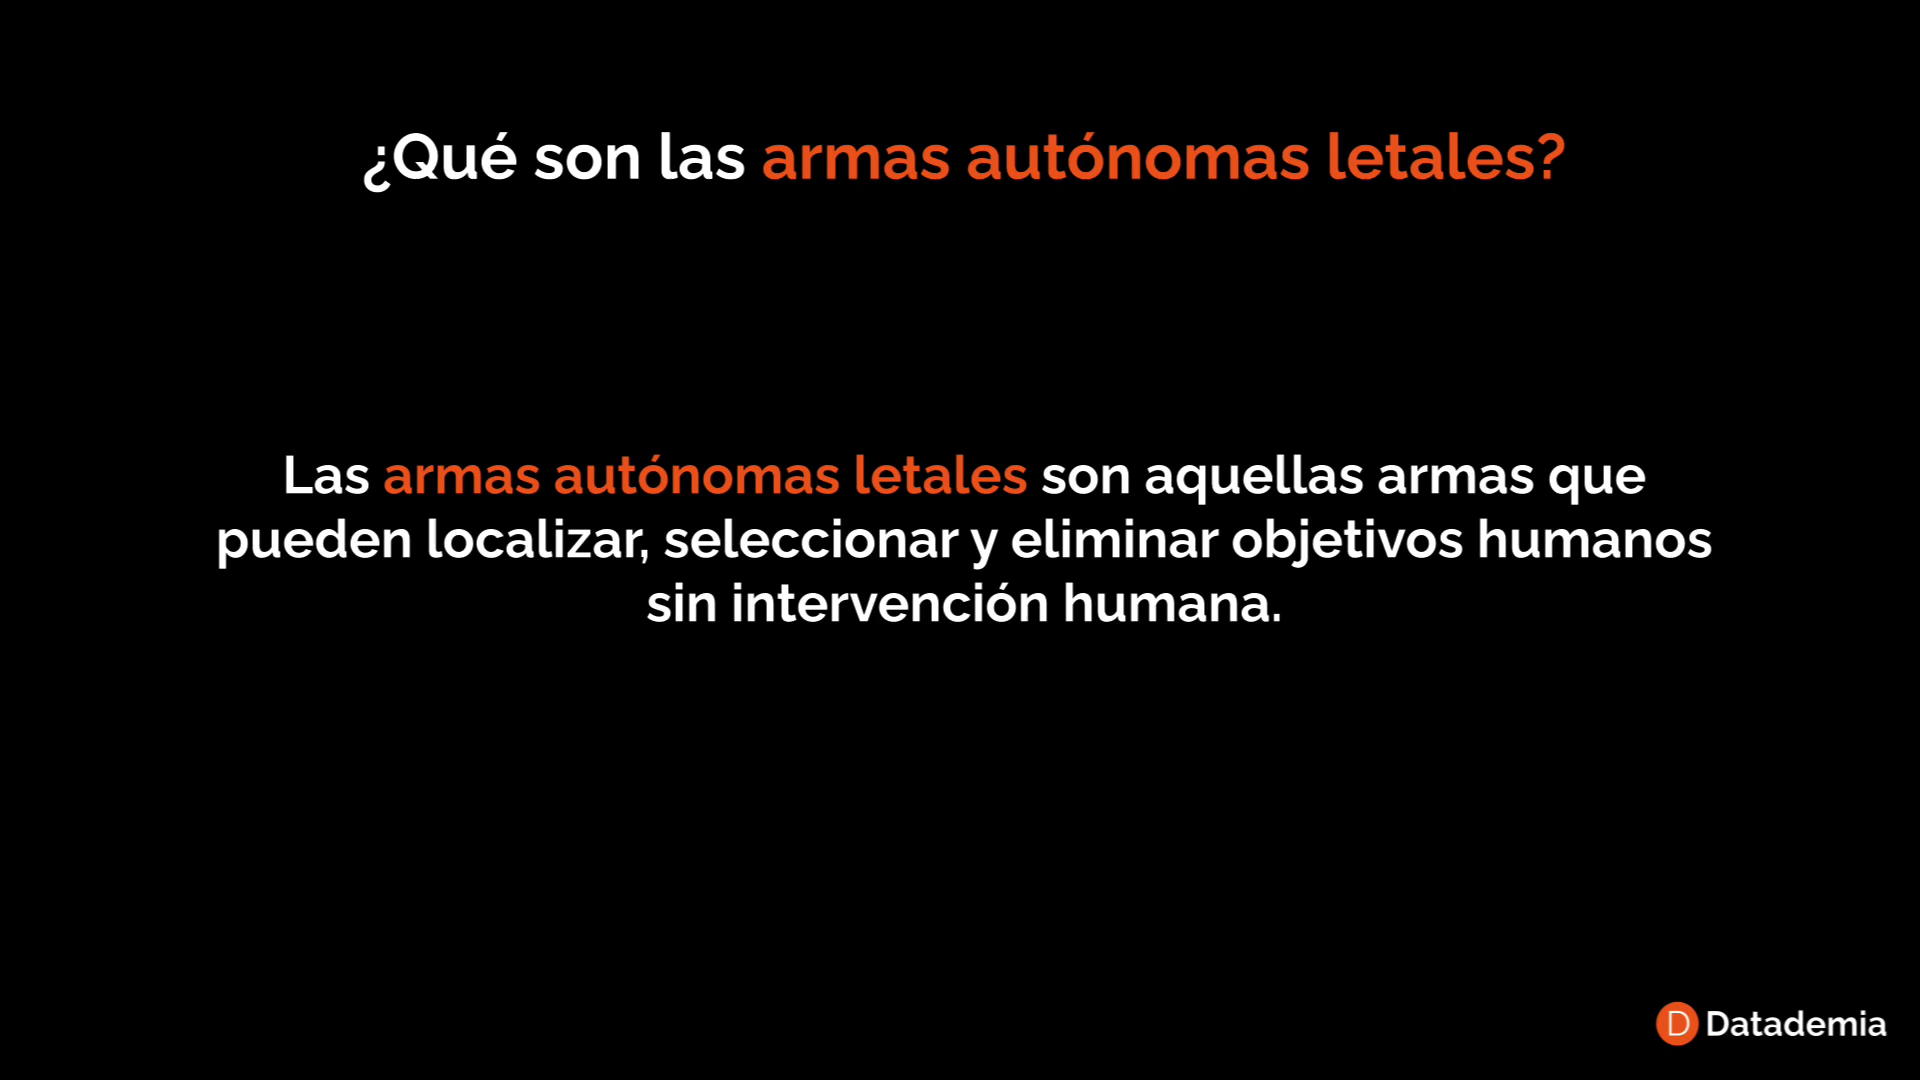 ¿Qué son las armas autónomas letales?
Las armas autónomas letales son aquellas armas que
pueden localizar, seleccionar y eliminar objetivos humanos
sin intervención humana.
D Datademia